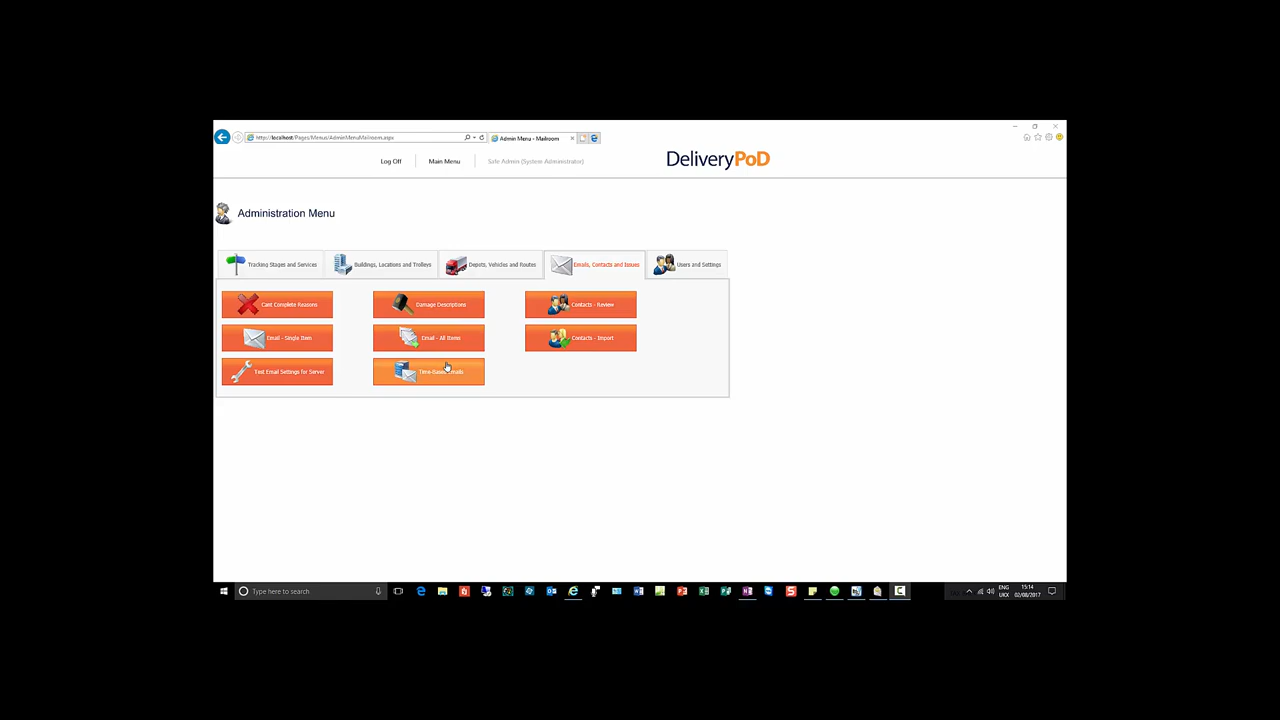 http://localhost/Pages/Menus/AdminMenuMailroom.aspx
Admin Menu - Mailroom
Log Off
Main Menu
Safe Admin (System Administrator)
DeliveryPoD
Administration Menu
Tracking Stages and Services
Buildings, Locations and Trolleys
Depots, Vehicles and Routes
Emails, Contacts and Issues
Users and Settings
Cant Complete Reasons
Damage Descriptions
Contacts - Review
Email - Single Item
Email - All Items
Contacts - Import
Test Email Settings for Server
Time-Based Emails
Type here to search
ENG
UKX
15:14
02/08/2017